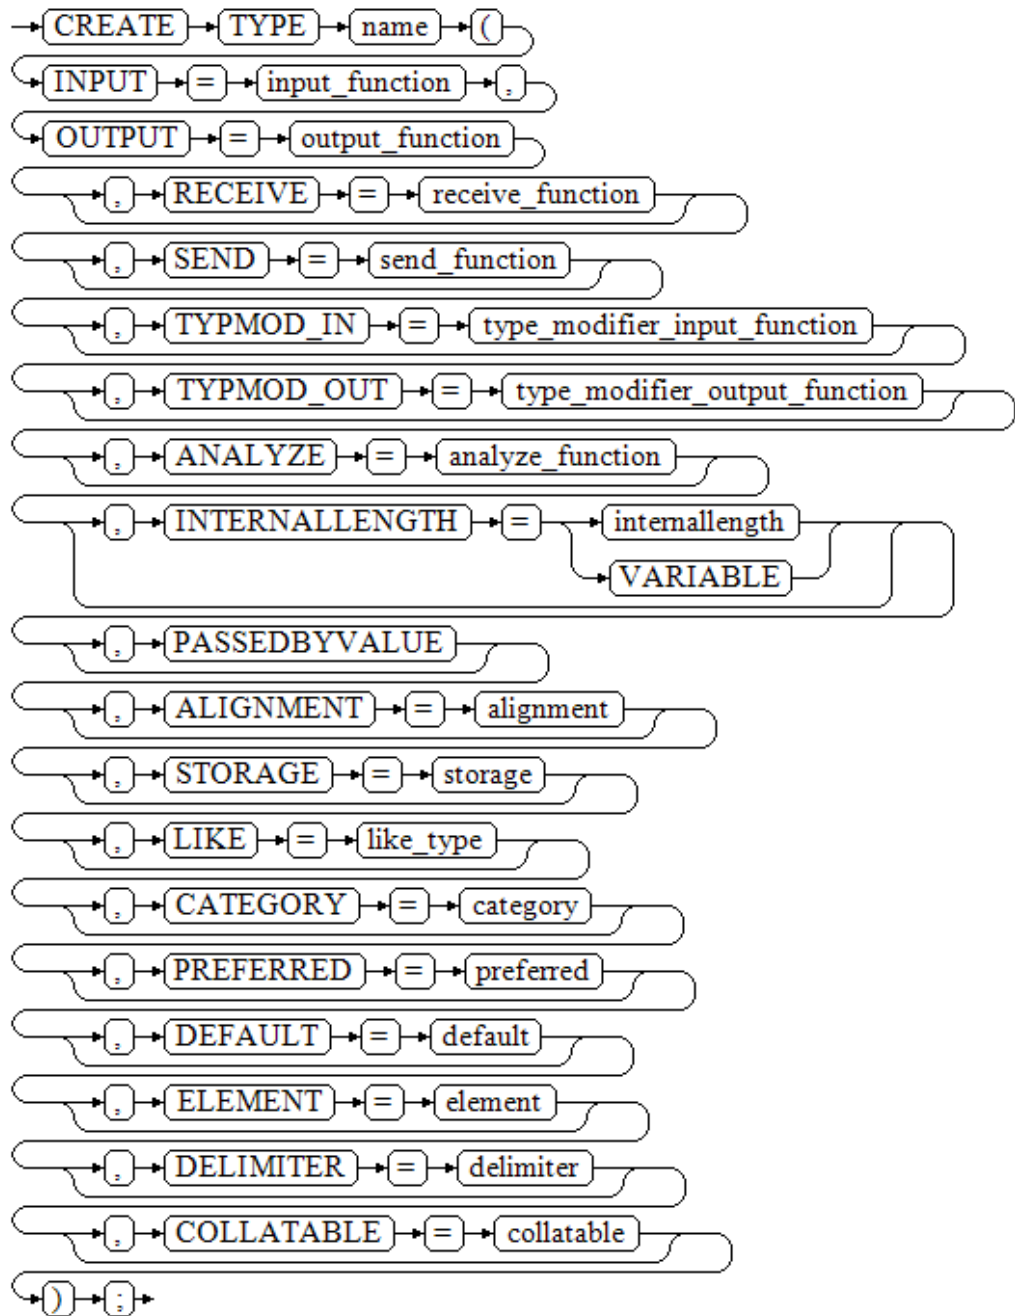 CREATE TYPE name (
INPUT = input_function ,
OUTPUT = output_function
, RECEIVE = receive_function
, SEND = send_function
, TYPMOD_IN = type_modifier_input_function
, TYPMOD_OUT = type_modifier_output_function
, ANALYZE = analyze_function
, INTERNALLENGTH = internallength
VARIABLE
, PASSEDBYVALUE
, ALIGNMENT = alignment
, STORAGE = storage
, LIKE = like_type
, CATEGORY = category
, PREFERRED = preferred
, DEFAULT = default
, ELEMENT = element
, DELIMITER = delimiter
, COLLATABLE = collatable
) ;